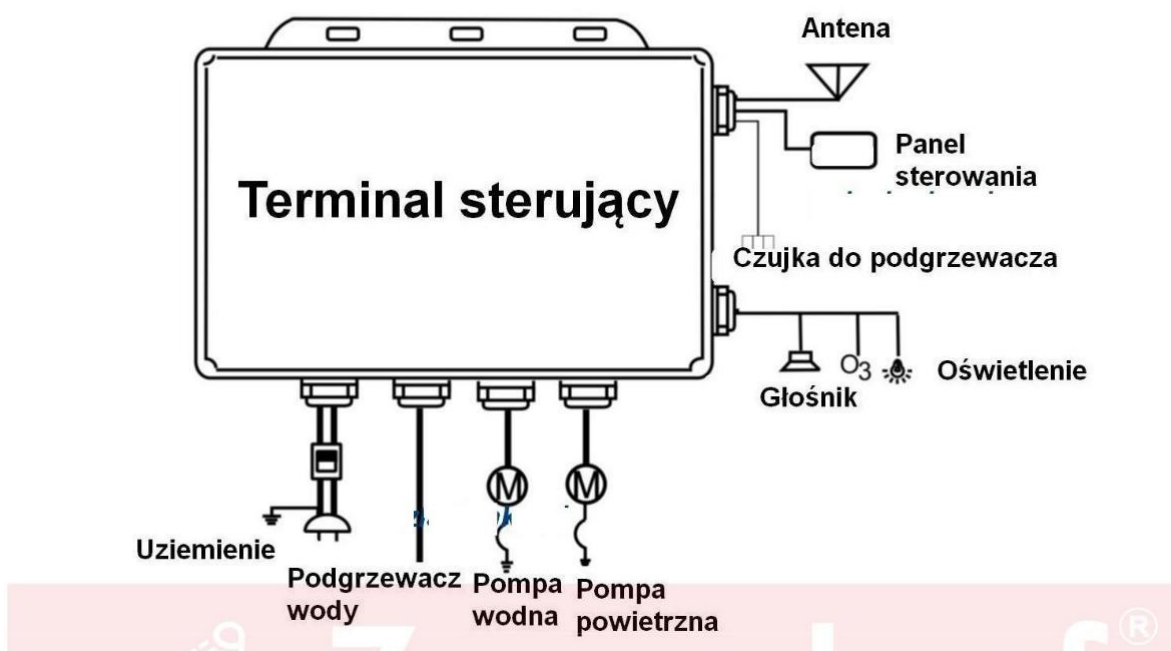 Antena
Panel
sterowania
Terminal sterujący
Czujka do podgrzewacza
O3
Oświetlenie
Głośnik
M
M
Uziemienie
Podgrzewacz
wody
Pompa
wodna
Pompa
powietrzna
®